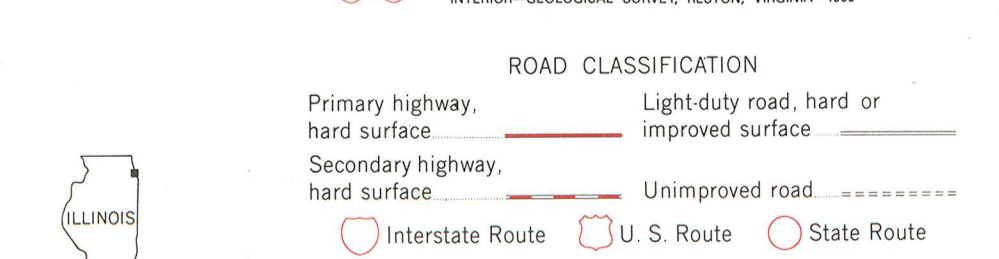 INTERIOR—GEOLOGICAL SURVEY, RESTON, VIRGINIA
ROAD CLASSIFICATION
Primary highway,
hard surface
Light-duty road, hard or
improved surface
Secondary highway,
hard surface
Unimproved road
ILLINOIS
Interstate Route
U. S. Route
State Route